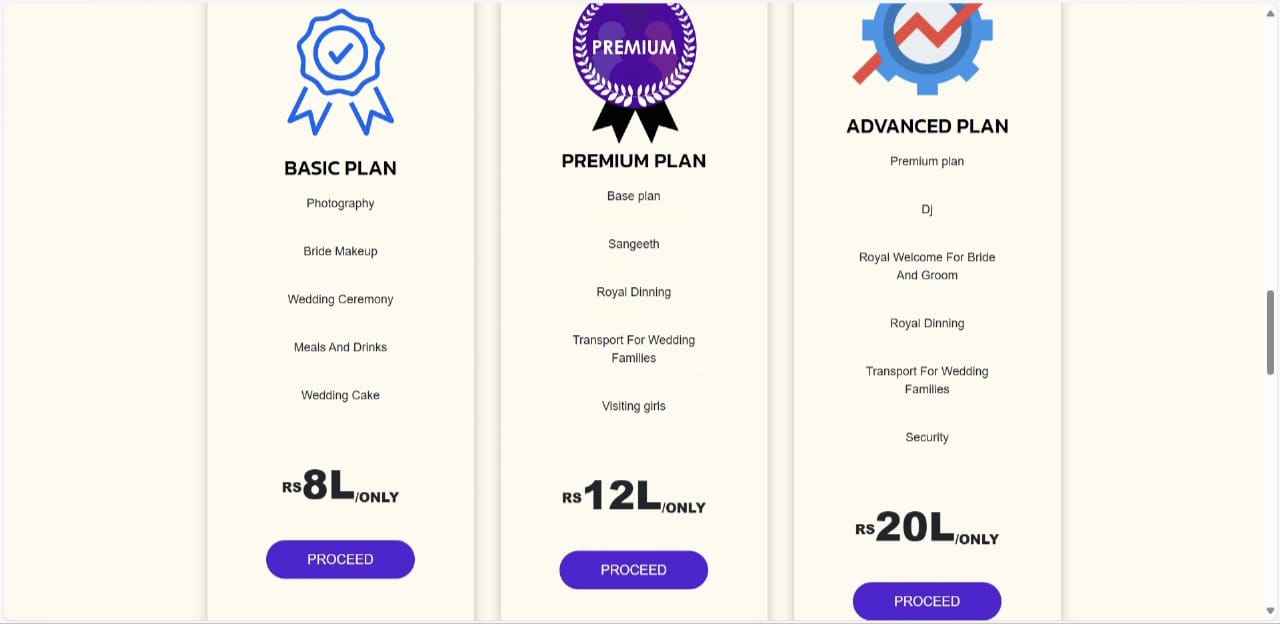 BASIC PLAN
Photography
Bride Makeup
Wedding Ceremony
Meals And Drinks
Wedding Cake
RS8L/ONLY
PROCEED
PREMIUM
PREMIUM PLAN
Base plan
Sangeeth
Royal Dinning
Transport For Wedding
Families
Visiting girls
RS12L/ONLY
PROCEED
ADVANCED PLAN
Premium plan
Dj
Royal Welcome For Bride
And Groom
Royal Dinning
Transport For Wedding
Families
Security
RS20L/ONLY
PROCEED